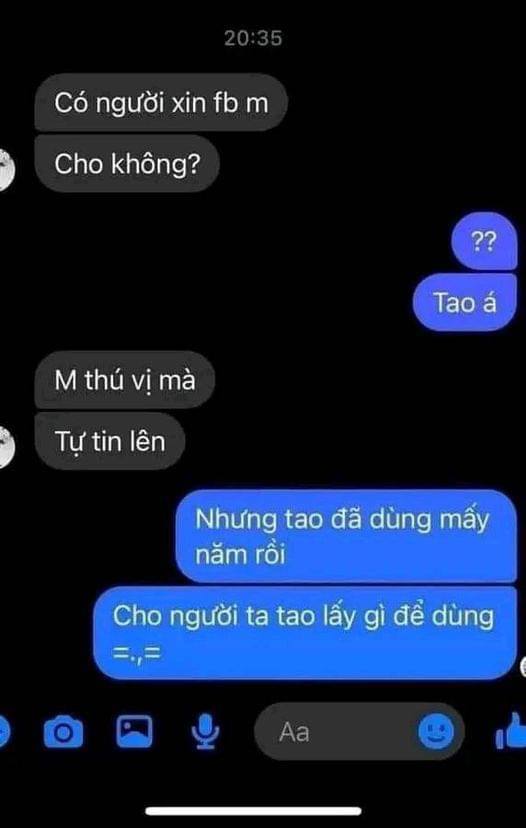 20:35
Có người xin fb m
Cho không?
??
Tao á
M thú vị mà
Tự tin lên
Nhưng tao đã dùng mấy
năm rồi
Cho người ta tao lấy gì để dùng
=.,=
Aa